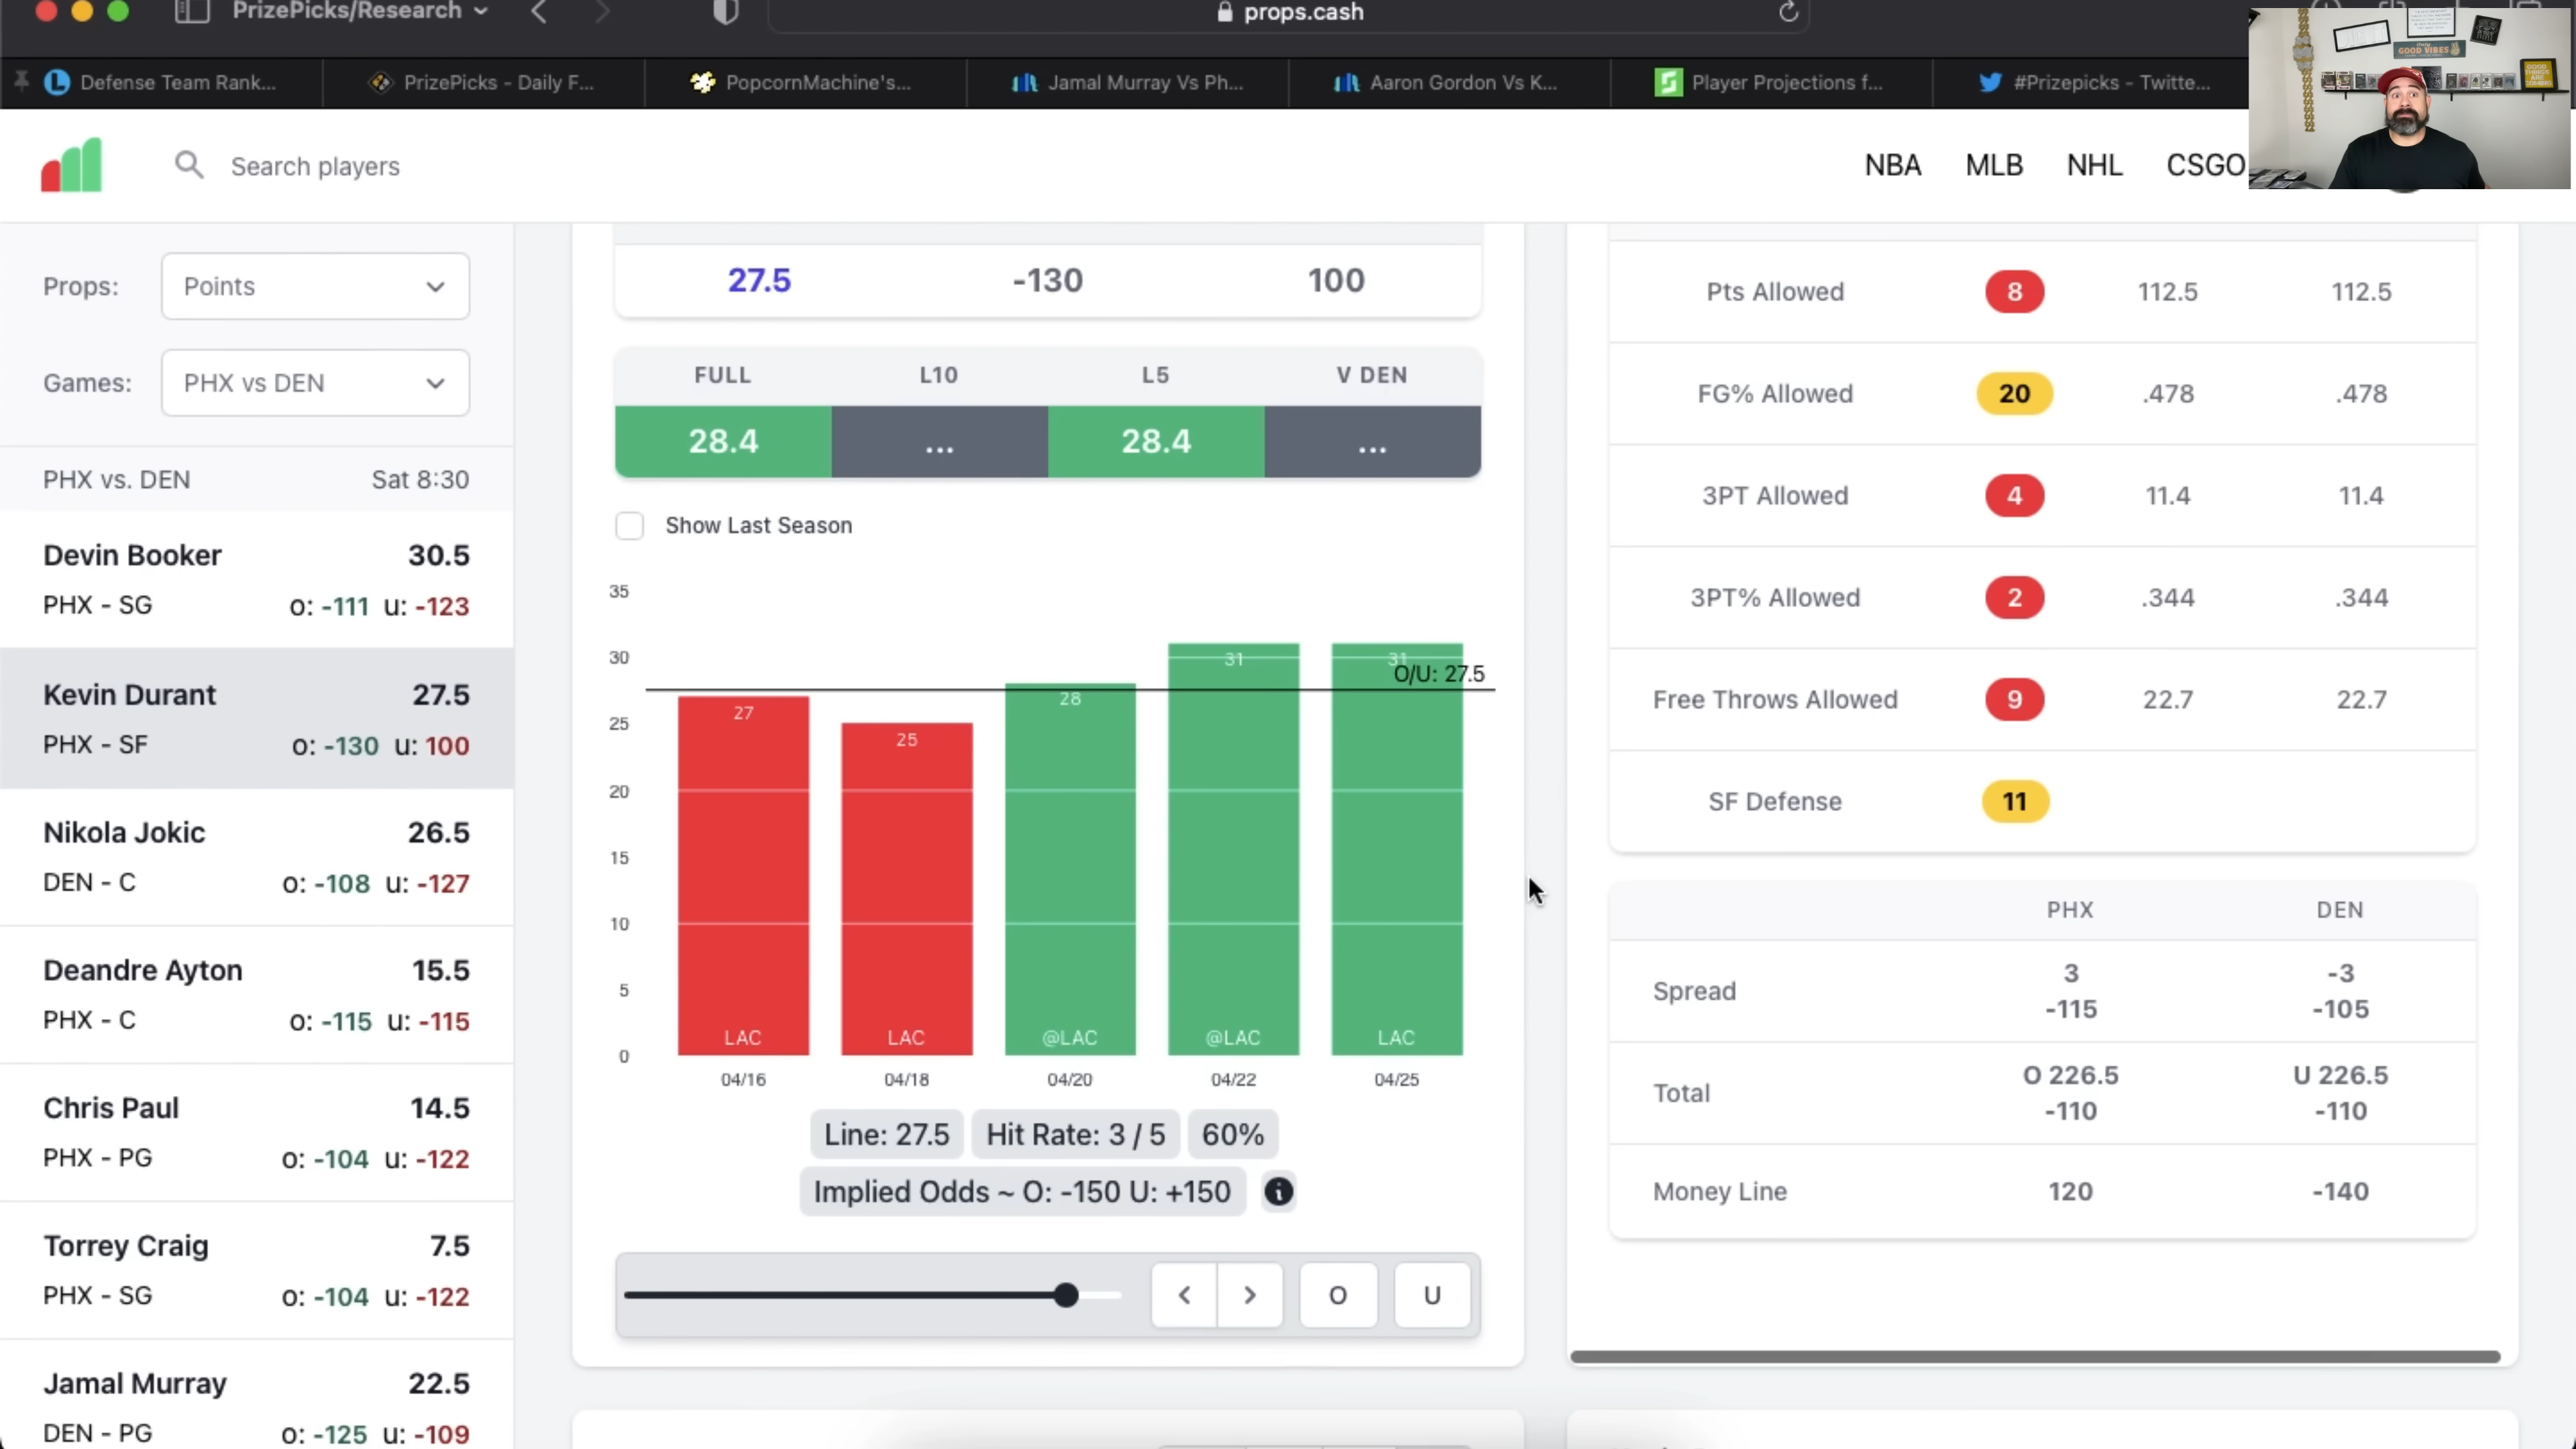 PrizePicks/Research
props.cash
Defense Team Rank...
PrizePicks - Daily F...
PopcornMachine's...
Jamal Murray Vs Ph...
Aaron Gordon Vs K...
Player Projections f...
#Prizepicks - Twitte...
GOOD VIBES
Search players
NBA MLB NHL CSGO
Props: Points
Games: PHX vs DEN
PHX vs. DEN Sat 8:30
Devin Booker 30.5
PHX - SG o: -111 u: -123
Kevin Durant 27.5
PHX - SF o: -130 u: 100
Nikola Jokic 26.5
DEN - C o: -108 u: -127
Deandre Ayton 15.5
PHX - C o: -115 u: -115
Chris Paul 14.5
PHX - PG o: -104 u: -122
Torrey Craig 7.5
PHX - SG o: -104 u: -122
Jamal Murray 22.5
DEN - PG o: -125 u: -109
27.5 -130 100
FULL L10 L5 V DEN
28.4 ... 28.4 ...
Show Last Season
35
30
25
20
15
10
5
0
27
25
28
31
31
O/U: 27.5
LAC LAC @LAC @LAC LAC
04/16 04/18 04/20 04/22 04/25
Line: 27.5 Hit Rate: 3 / 5 60%
Implied Odds ~ O: -150 U: +150
< > O U
Pts Allowed 8 112.5 112.5
FG% Allowed 20 .478 .478
3PT Allowed 4 11.4 11.4
3PT% Allowed 2 .344 .344
Free Throws Allowed 9 22.7 22.7
SF Defense 11
PHX DEN
Spread 3 -3
-115 -105
Total O 226.5 U 226.5
-110 -110
Money Line 120 -140